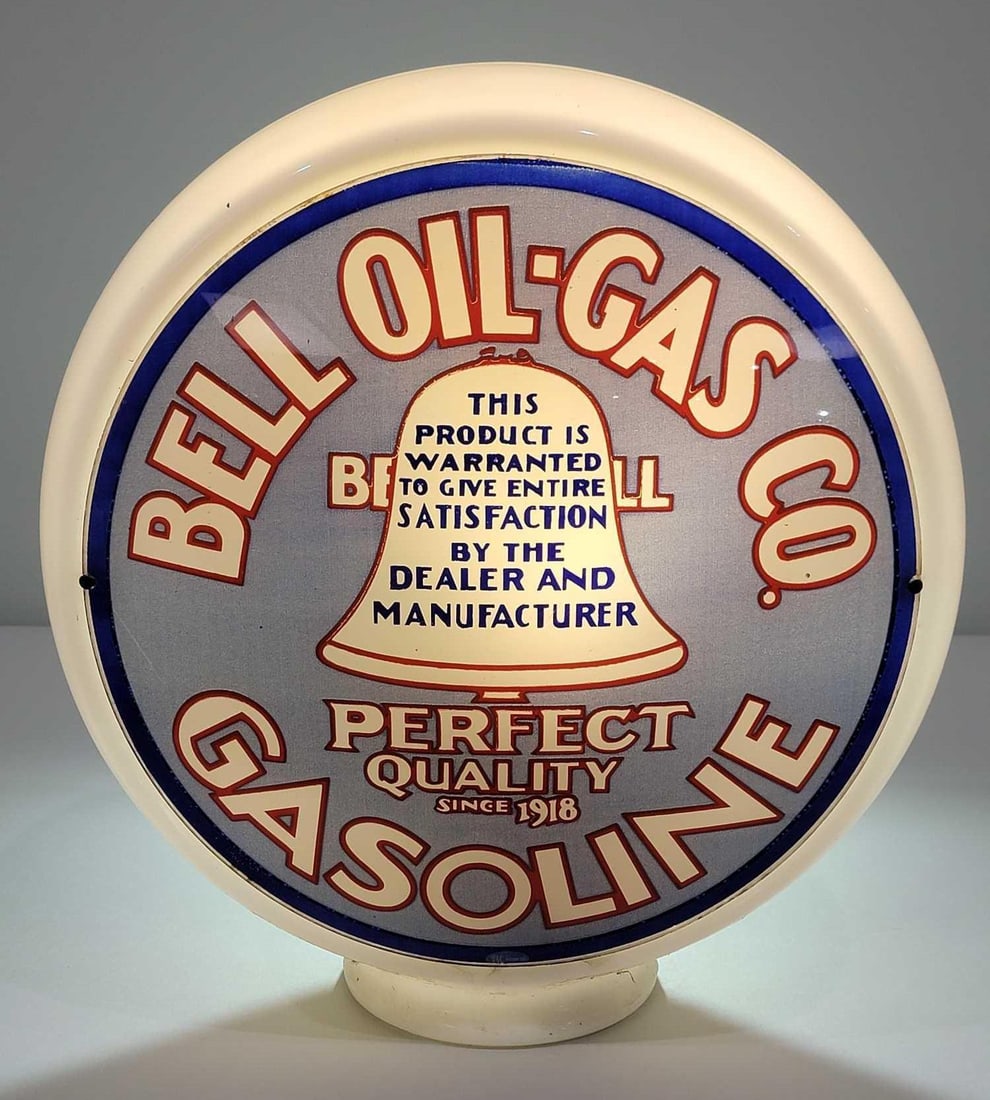 BELL OIL-GAS CO.
THIS
PRODUCT IS
WARRANTED
TO GIVE ENTIRE
SATISFACTION
BY THE
DEALER AND
MANUFACTURER
PERFECT
QUALITY
SINCE 1918
GASOLINE